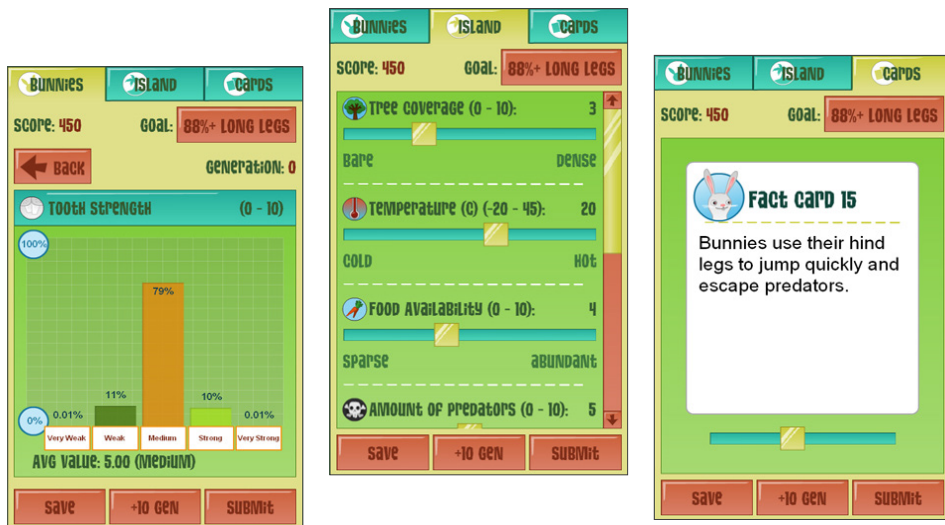 BUNNiES ISLAND CARDS
SCORE: 450 GOAL: 88%+ LONG LEGS
BACK GENERATION: 0
TOOTH STRENGTH (0 - 10)
100%
79%
11% 10%
0% 0.01% 0.01%
Very Weak Weak Medium Strong Very Strong
AVG VALUE: 5.00 (MEDIUM)
SAVE +10 GEN SUBMIT
BUNNiES ISLAND CARDS
SCORE: 450 GOAL: 88%+ LONG LEGS
TREE COVERAGE (0 - 10): 3
BARE DENSE
TEMPERATURE (C) (-20 - 45): 20
COLD HOT
FOOD AVAILABILITY (0 - 10): 4
SPARSE ABUNDANT
AMOUNT OF PREDATORS (0 - 10): 5
SAVE +10 GEN SUBMIT
BUNNiES ISLAND CARDS
SCORE: 450 GOAL: 88%+ LONG LEGS
FACT CARD 15
Bunnies use their hind
legs to jump quickly and
escape predators.
SAVE +10 GEN SUBMIT